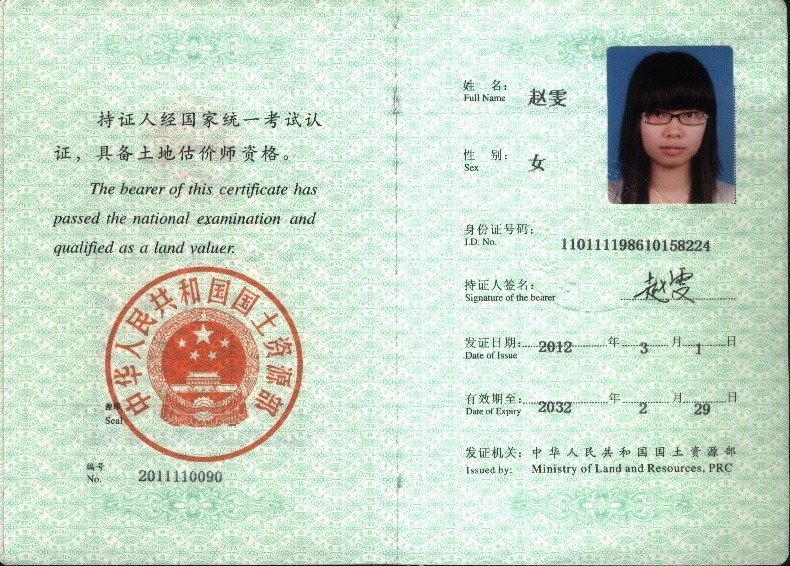 持证人经国家统一考试认
证，具备土地估价师资格。
The bearer of this certificate has
passed the national examination and
qualified as a land valuer.
中华人民共和国国土资源部
盖印
Seal
编号
No. 2011110090
姓 名： 赵雯
Full Name
性 别： 女
Sex
身份证号码：
I.D. No. 110111198610158224
持证人签名： 赵雯
Signature of the bearer
发证日期： 2012 年 3 月 1 日
Date of Issue
有效期至： 2032 年 2 月 29 日
Date of Expiry
发证机关： 中华人民共和国国土资源部
Issued by: Ministry of Land and Resources, PRC